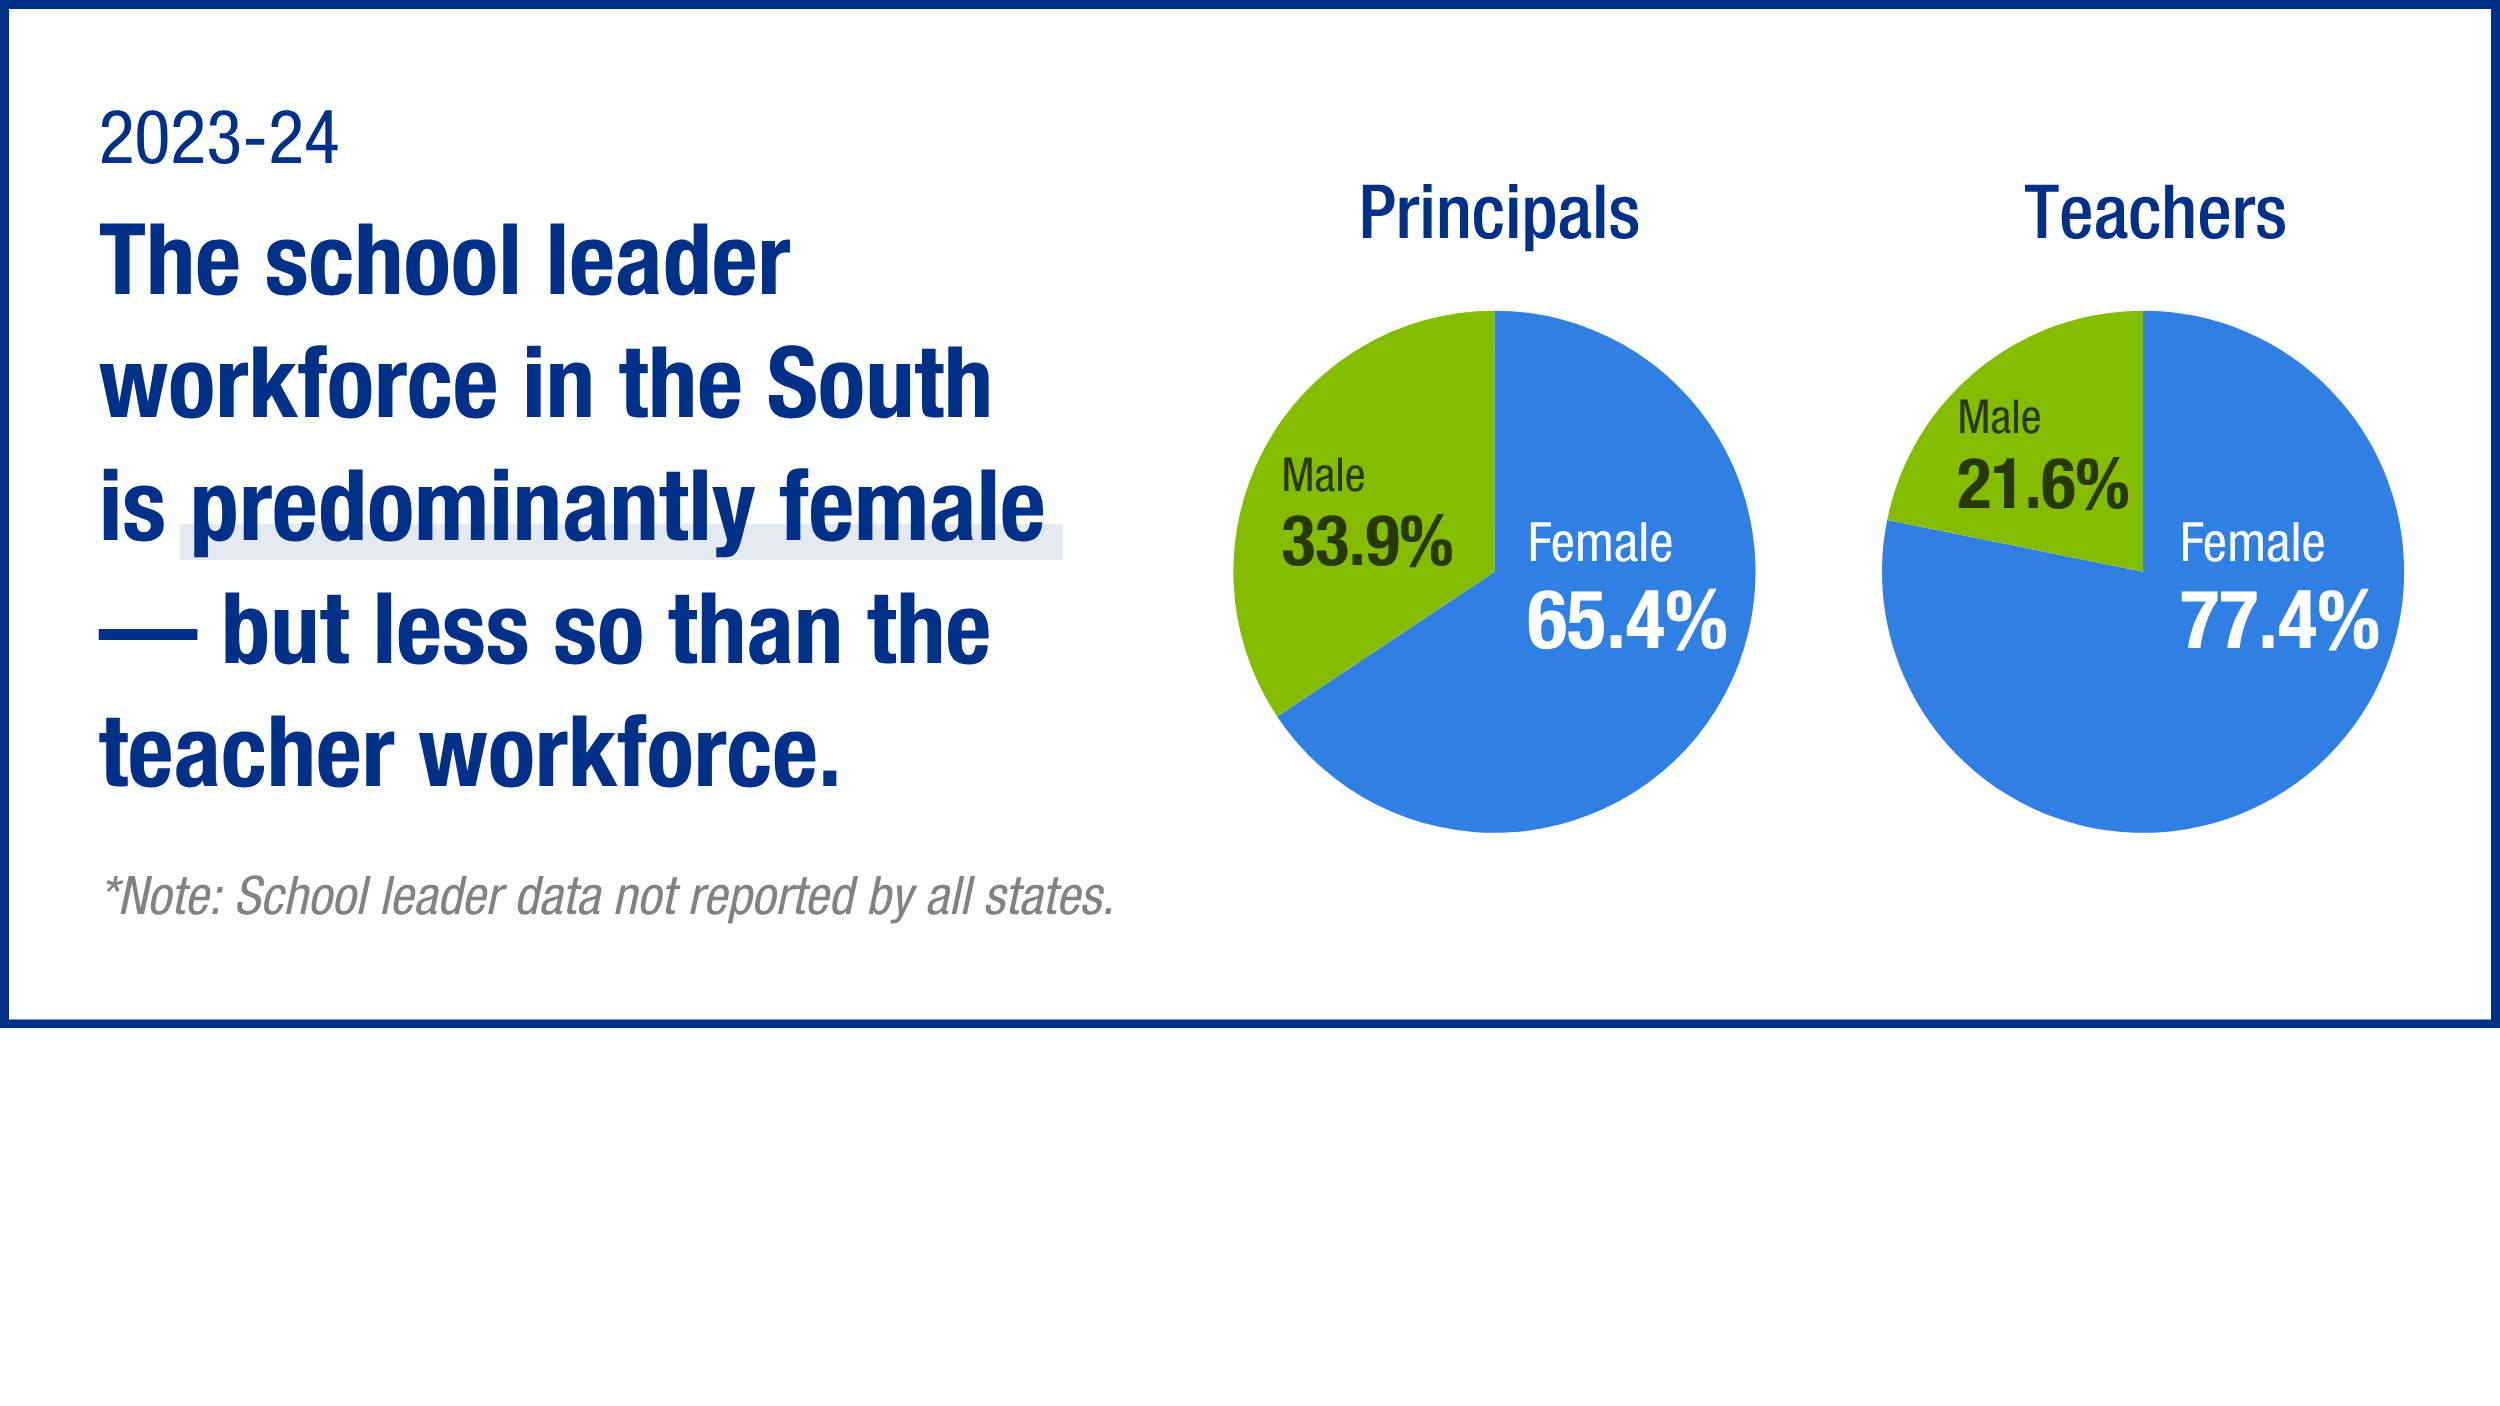 2023-24
The school leader
workforce in the South
is predominantly female
— but less so than the
teacher workforce.
*Note: School leader data not reported by all states.
Principals
Male
33.9%
Female
65.4%
Teachers
Male
21.6%
Female
77.4%